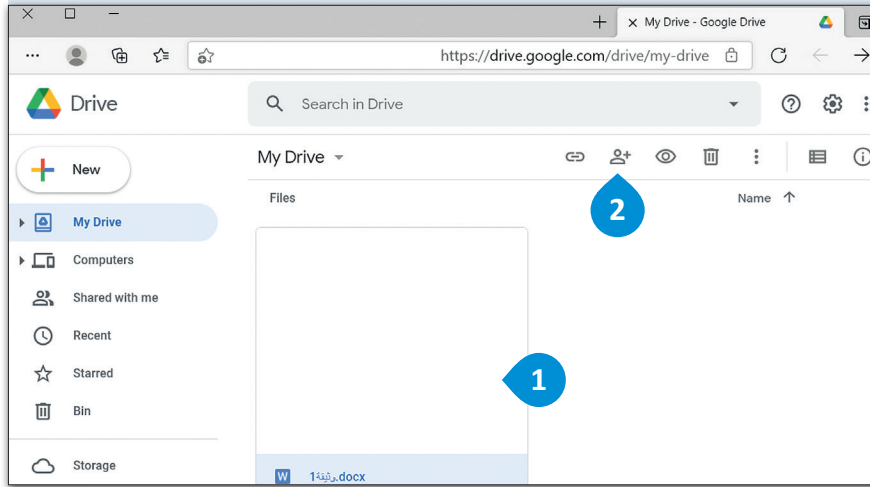 My Drive - Google Drive
https://drive.google.com/drive/my-drive
Drive
Search in Drive
My Drive
New
Files
Name
2
My Drive
Computers
Shared with me
Recent
Starred
1
Bin
Storage
W
وثيقة1.docx